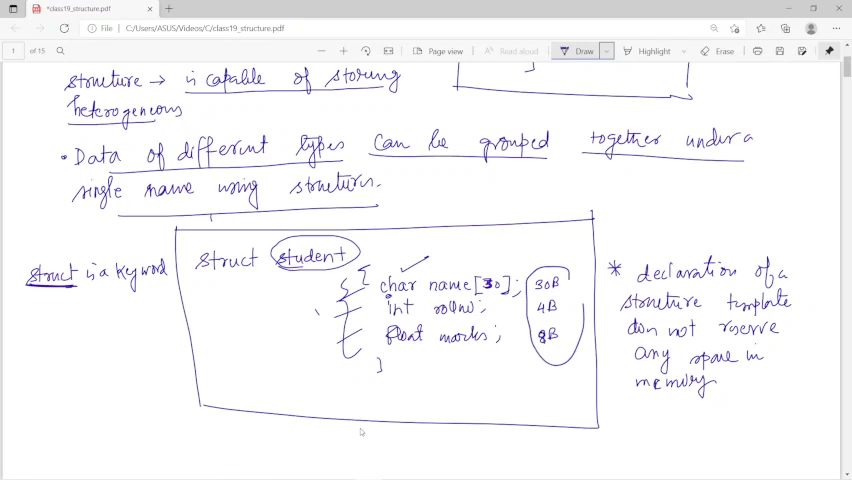 *class19_structure.pdf
File
C:/Users/ASUS/Videos/C/class19_structure.pdf
1 of 15
Page view
Read aloud
Draw
Highlight
Erase
structure → is capable of storing
heterogeneous
• Data of different types can be grouped together under a
single name using structures.
struct is a keyword
struct student
{ char name[30]; 30B
int rollno; 4B
float marks; 8B
}
* declaration of a
structure template
does not reserve
any space in
memory